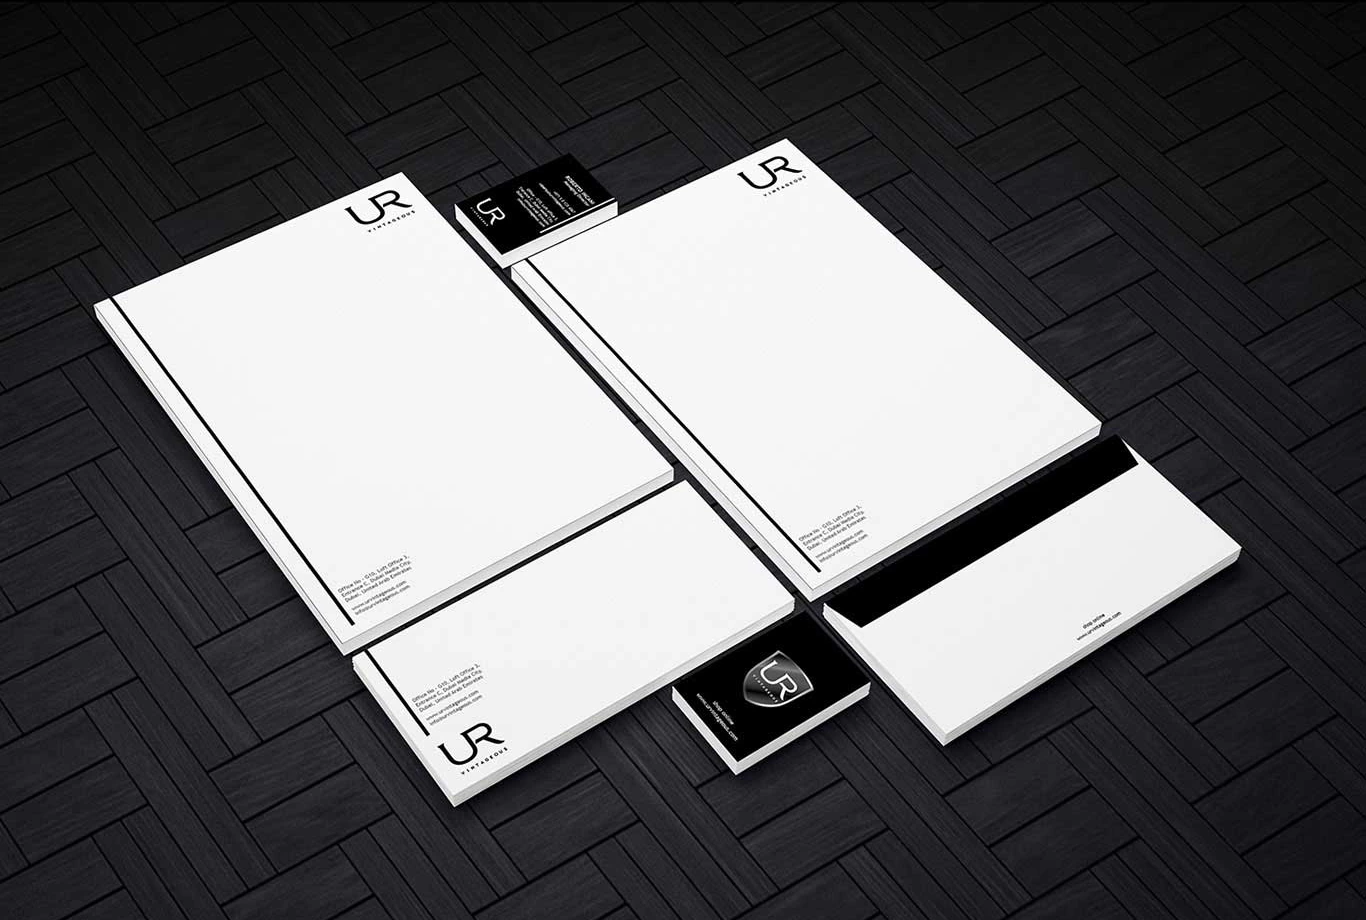 UR
VINTAGEOUS
Office No : G10, Loft Office 3,
Entrance C, Dubai Media City.
Dubai, United Arab Emirates
www.urvintageous.com
info@urvintageous.com
UR
VINTAGEOUS
UR
VINTAGEOUS
Office No : G10, Loft Office 3,
Entrance C, Dubai Media City.
Dubai, United Arab Emirates
www.urvintageous.com
info@urvintageous.com
Office No : G10, Loft Office 3,
Entrance C, Dubai Media City.
Dubai, United Arab Emirates
www.urvintageous.com
info@urvintageous.com
UR
VINTAGEOUS
UR
VINTAGEOUS
shop online
www.urvintageous.com
shop online
www.urvintageous.com